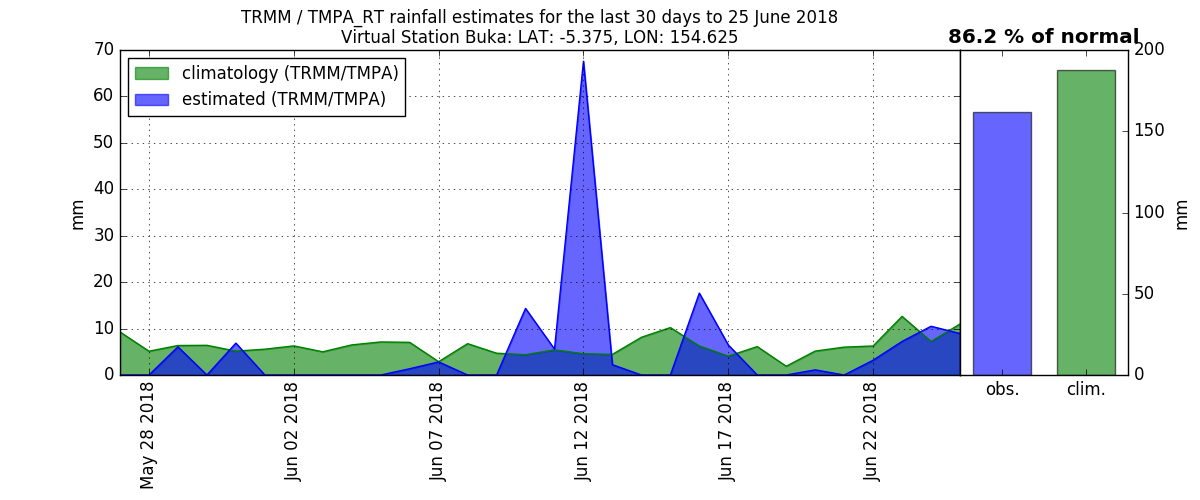 TRMM / TMPA_RT rainfall estimates for the last 30 days to 25 June 2018
Virtual Station Buka: LAT: -5.375, LON: 154.625
86.2 % of normal
climatology (TRMM/TMPA)
estimated (TRMM/TMPA)
mm
70
60
50
40
30
20
10
0
May 28 2018
Jun 02 2018
Jun 07 2018
Jun 12 2018
Jun 17 2018
Jun 22 2018
obs.
clim.
200
150
100
50
0
mm